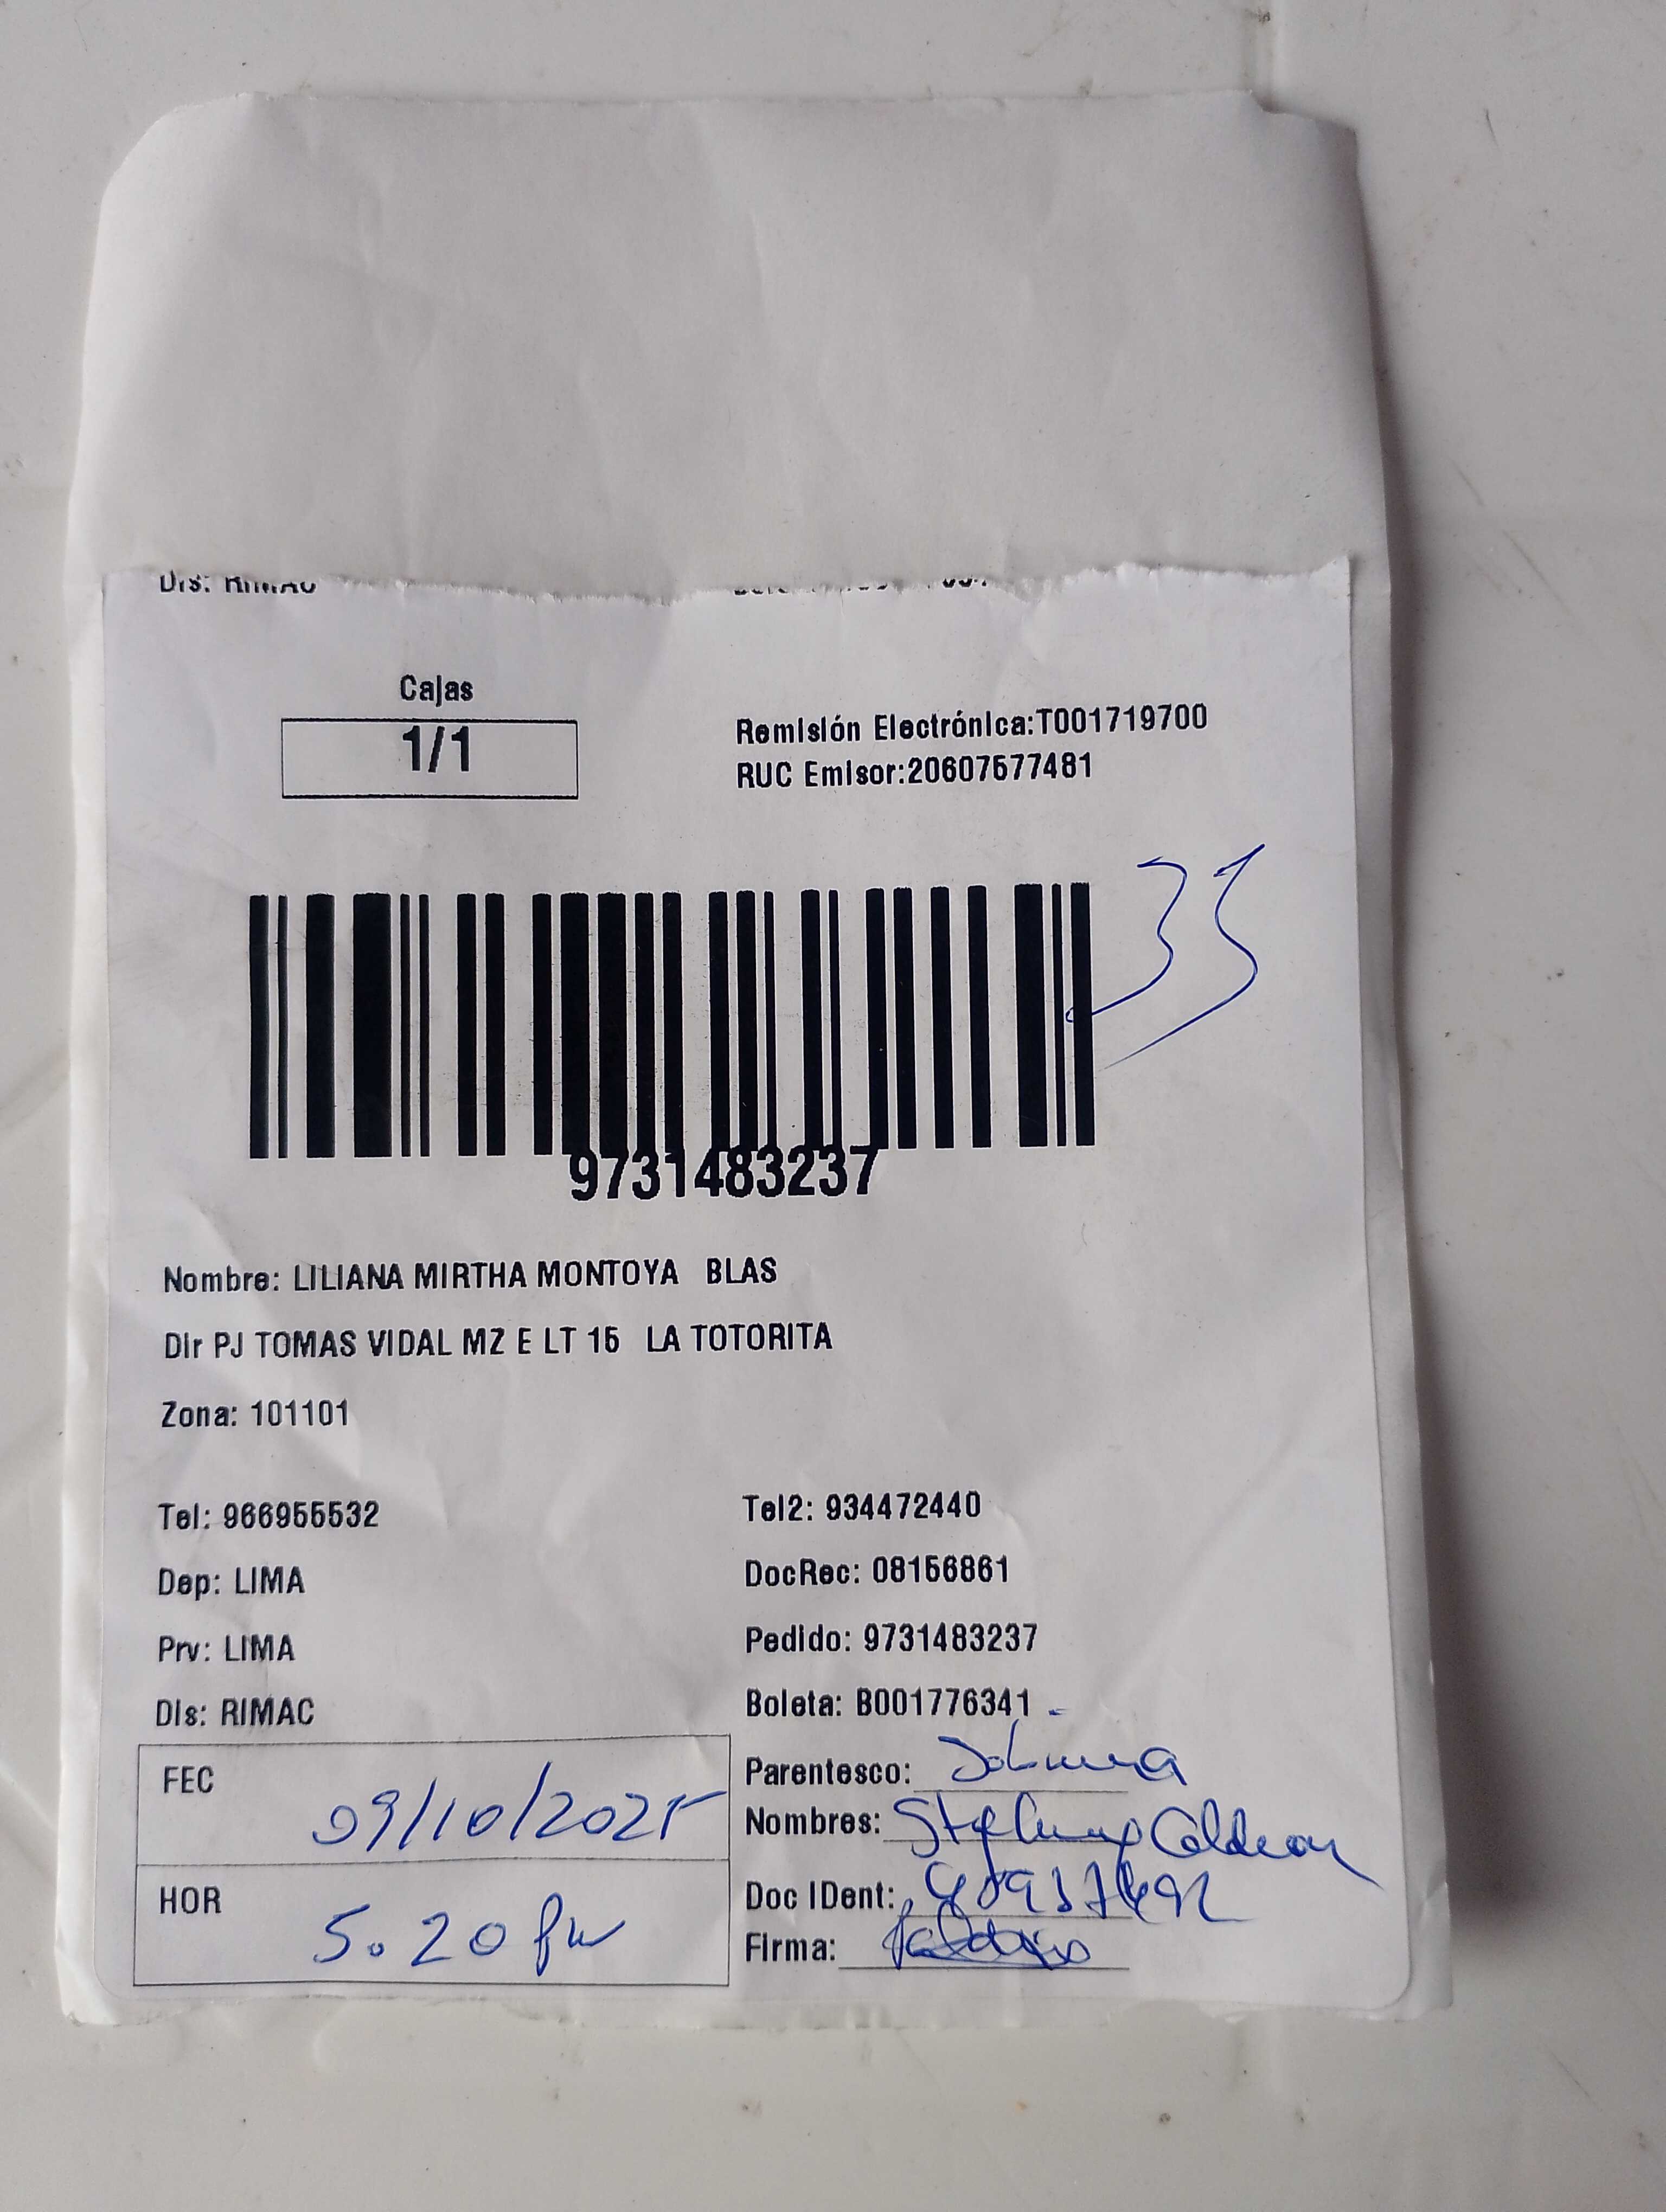 Dis: RIMAC
Cajas
1/1
Remisión Electrónica:T001719700
RUC Emisor:20607577481
35
9731483237
Nombre: LILIANA MIRTHA MONTOYA BLAS
Dir PJ TOMAS VIDAL MZ E LT 15 LA TOTORITA
Zona: 101101
Tel: 966955532
Tel2: 934472440
Dep: LIMA
DocRec: 08156861
Prv: LIMA
Pedido: 9731483237
Dis: RIMAC
Boleta: B001776341
FEC
09/10/2025
HOR
5.20 pm
Parentesco:
Nombres: Calderon
Doc IDent:
Firma: